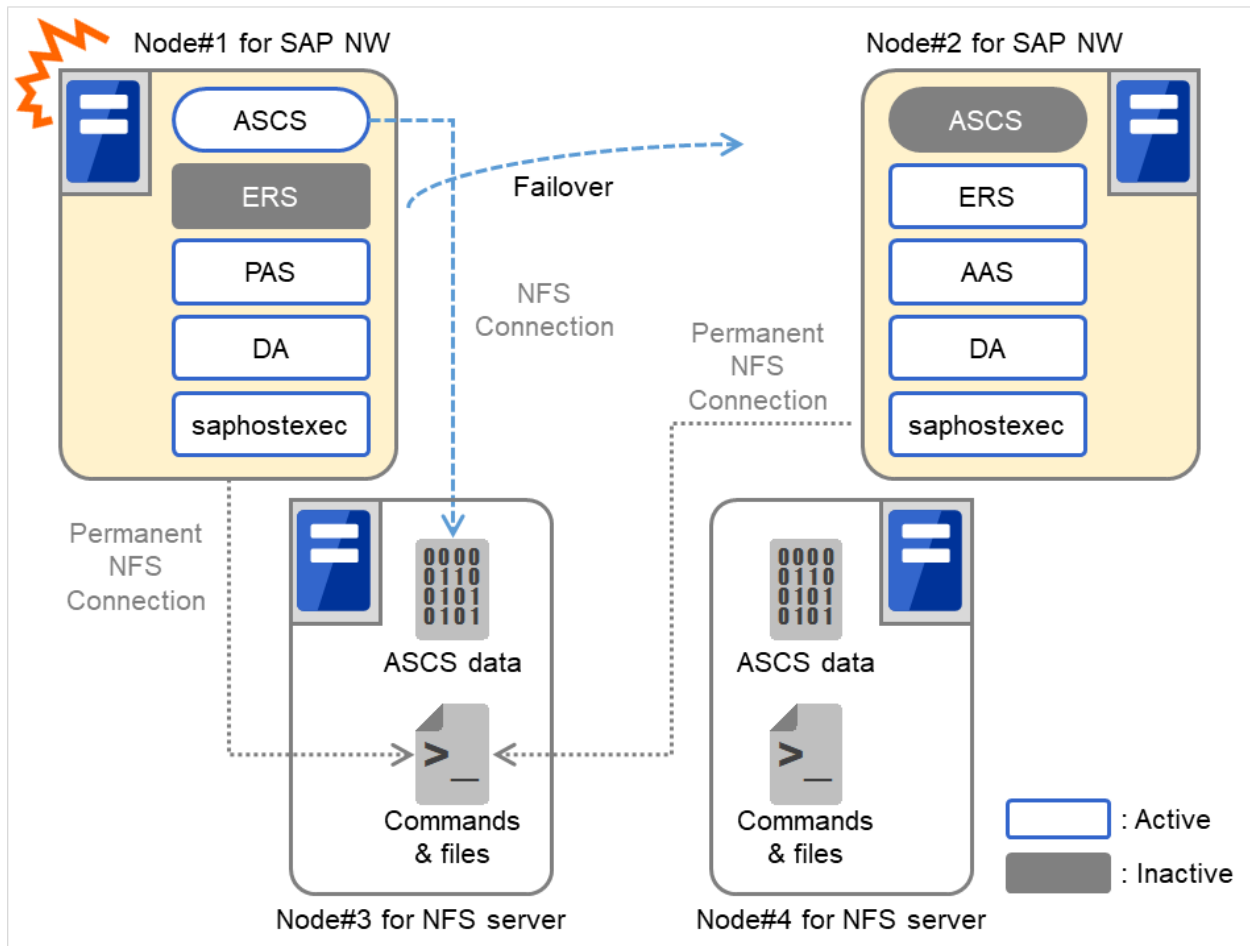 Node#1 for SAP NW
ASCS
ERS
PAS
DA
saphostexec
Failover
NFS
Connection
Node#2 for SAP NW
ASCS
ERS
AAS
DA
saphostexec
Permanent
NFS
Connection
Permanent
NFS
Connection
0000
0110
0101
0101
ASCS data
>_
Commands
& files
Node#3 for NFS server
0000
0110
0101
0101
ASCS data
>_
Commands
& files
Node#4 for NFS server
: Active
: Inactive